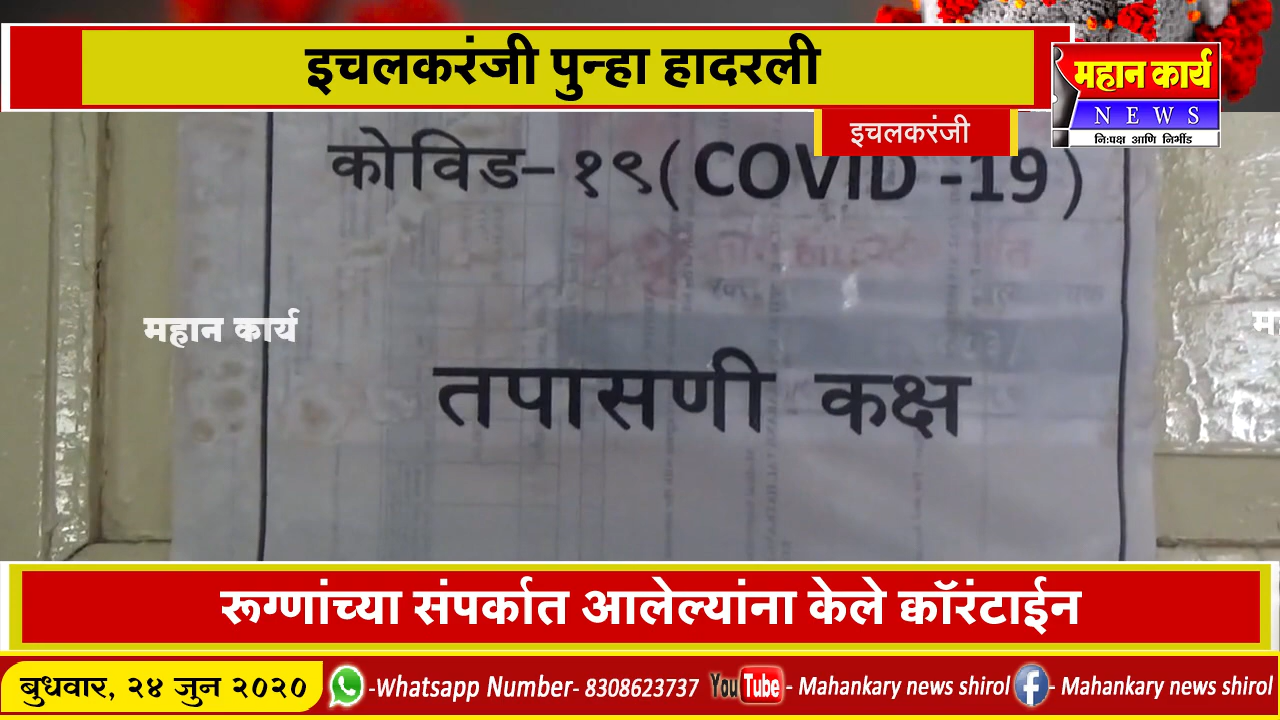 इचलकरंजी पुन्हा हादरली
महान कार्य
NEWS
नि:पक्ष आणि निर्भीड
इचलकरंजी
कोविड-१९(COVID -19)
महान कार्य
तपासणी कक्ष
रूग्णांच्या संपर्कात आलेल्यांना केले क्वॉरंटाईन
बुधवार, २४ जुन २०२०
-Whatsapp Number- 8308623737
YouTube - Mahankary news shirol
f - Mahankary news shirol